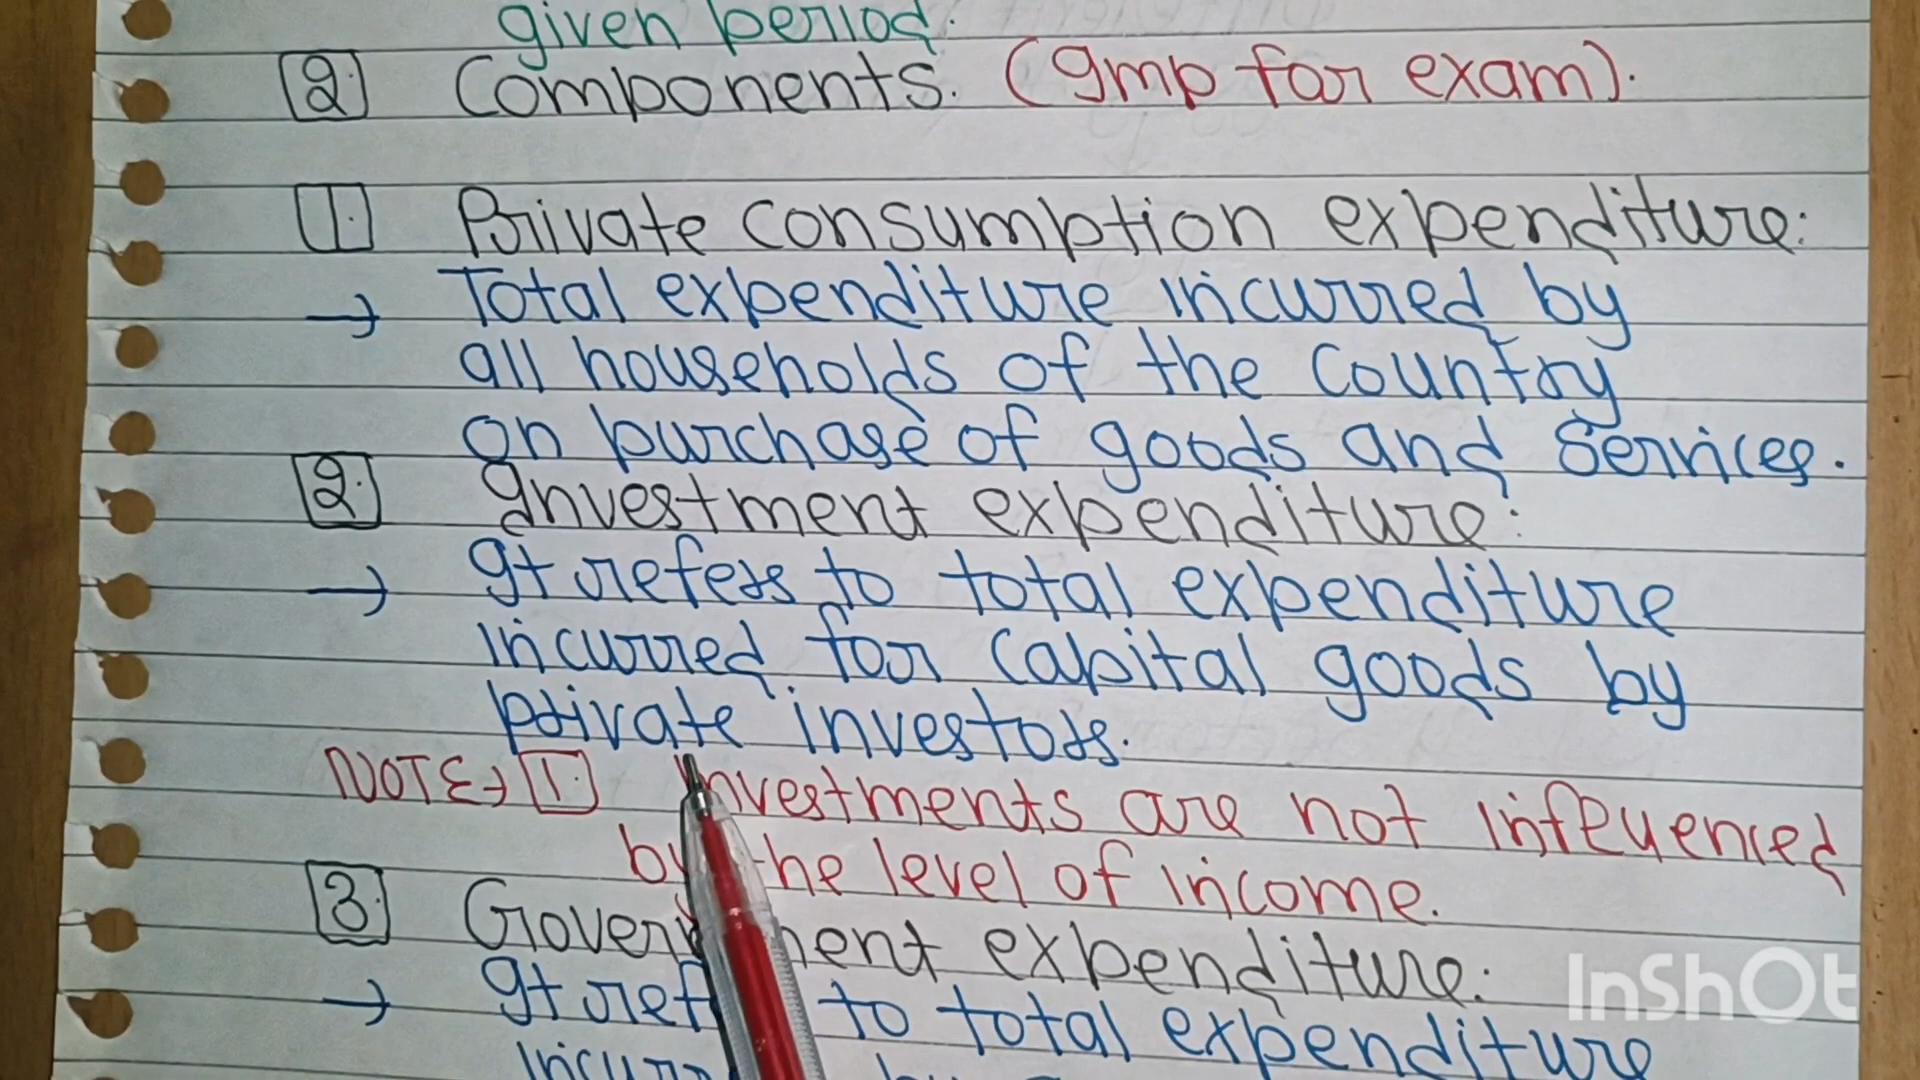 given period.
2. Components. (Imp for exam).
1. Private consumption expenditure:
→ Total expenditure incurred by
all households of the country
on purchase of goods and services.
2. Investment expenditure:
→ It refers to total expenditure
incurred for capital goods by
private investors.
NOTE→ 1. Investments are not influenced
by the level of income.
3. Government expenditure.
→ It refers to total expenditure
InShOt